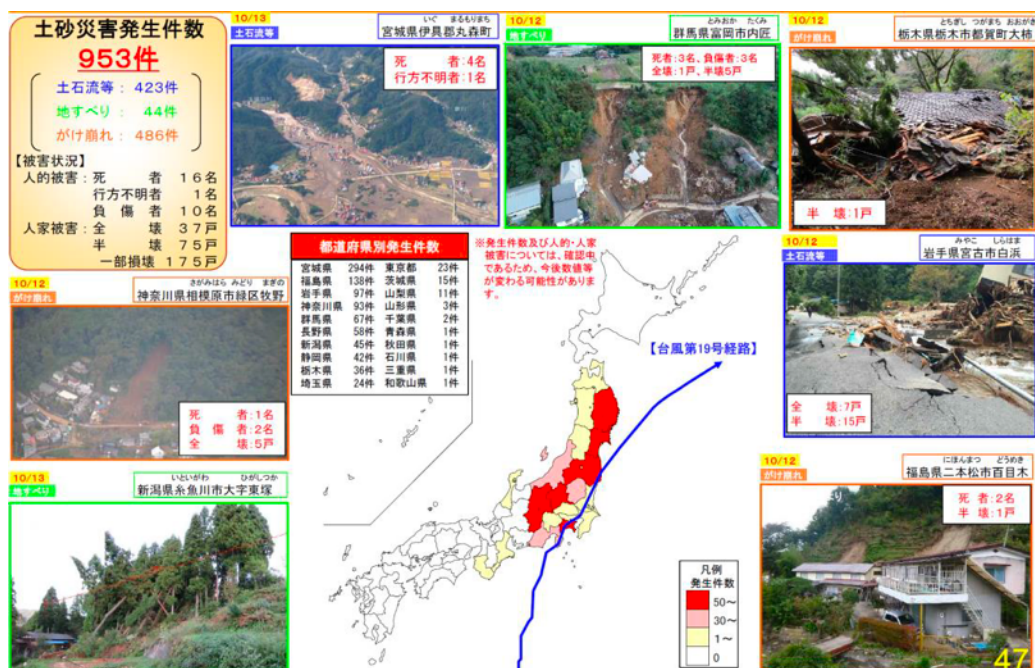 土砂災害発生件数
953件
土石流等 : 423件
地すべり : 44件
がけ崩れ : 486件
【被害状況】
人的被害:死者 16名
行方不明者 1名
負傷者 10名
人家被害:全壊 37戸
半壊 75戸
一部損壊 175戸
10/13
土石流等
いぐ まるもりまち
宮城県伊具郡丸森町
死者:4名
行方不明者:1名
10/12
地すべり
とみおか たくみ
群馬県富岡市内匠
死者:3名、負傷者:3名
全壊:1戸、半壊5戸
10/12
がけ崩れ
とちぎし つがまち おおがき
栃木県栃木市都賀町大柿
半壊:1戸
都道府県別発生件数
宮城県 294件 東京都 23件
福島県 138件 茨城県 15件
岩手県 97件 山梨県 11件
神奈川県 93件 山形県 3件
群馬県 67件 千葉県 2件
長野県 58件 青森県 1件
新潟県 45件 秋田県 1件
静岡県 42件 石川県 1件
栃木県 36件 三重県 1件
埼玉県 24件 和歌山県 1件
※発生件数及び人的・人家
被害については、確認中
であるため、今後数値等
が変わる可能性がありま
す。
10/12
土石流等
みやこ しらはま
岩手県宮古市白浜
全壊:7戸
半壊:15戸
10/12
がけ崩れ
さがみはら みどり まぎの
神奈川県相模原市緑区牧野
死者:1名
負傷者:2名
全壊:5戸
【台風第19号経路】
10/13
地すべり
いといがわ ひがしつか
新潟県糸魚川市大字東塚
10/12
がけ崩れ
にほんまつ どうめき
福島県二本松市百目木
死者:2名
半壊:1戸
凡例
発生件数
50～
30～
1～
0
47